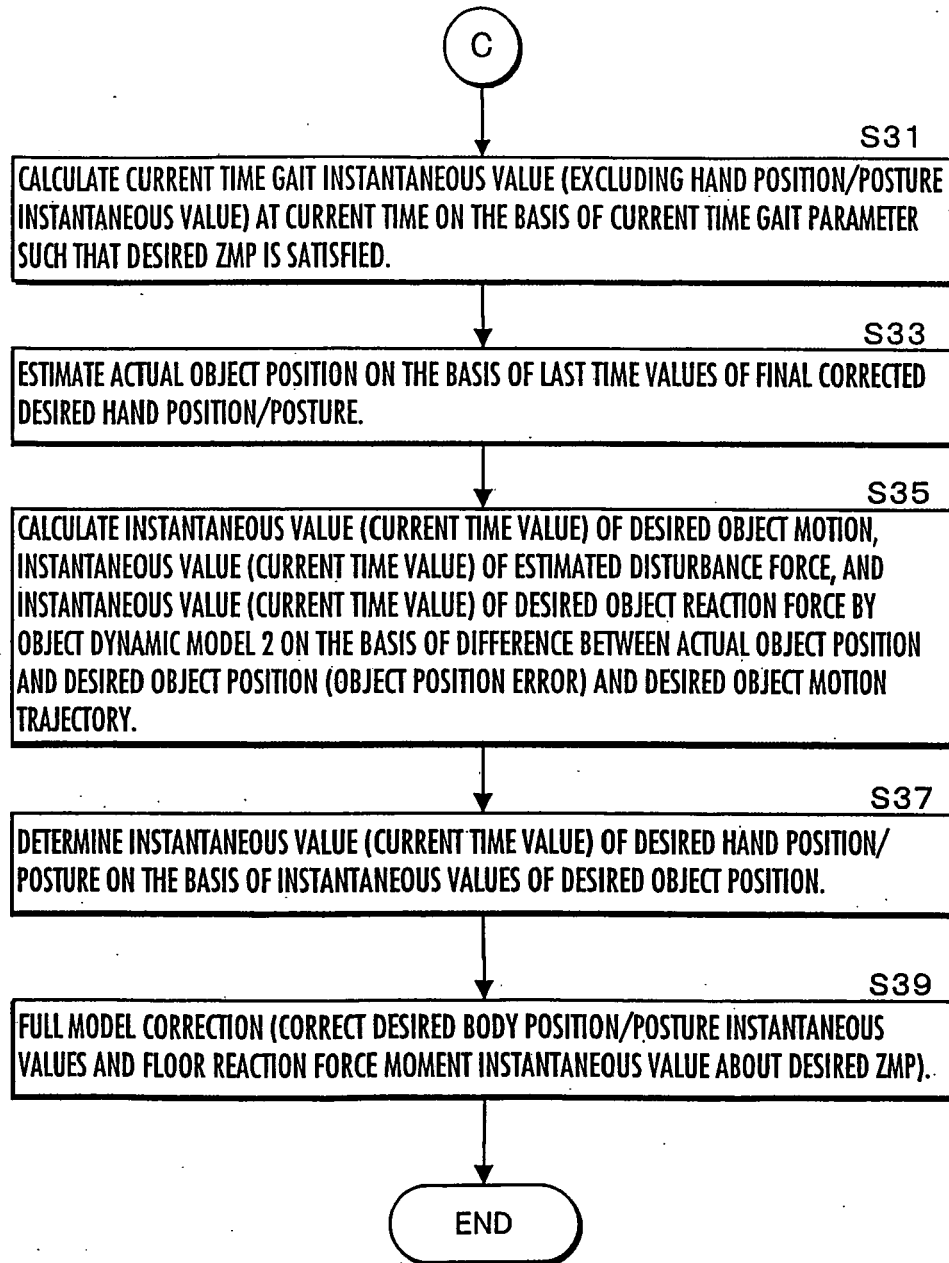 C
S31
CALCULATE CURRENT TIME GAIT INSTANTANEOUS VALUE (EXCLUDING HAND POSITION/POSTURE
INSTANTANEOUS VALUE) AT CURRENT TIME ON THE BASIS OF CURRENT TIME GAIT PARAMETER
SUCH THAT DESIRED ZMP IS SATISFIED.
S33
ESTIMATE ACTUAL OBJECT POSITION ON THE BASIS OF LAST TIME VALUES OF FINAL CORRECTED
DESIRED HAND POSITION/POSTURE.
S35
CALCULATE INSTANTANEOUS VALUE (CURRENT TIME VALUE) OF DESIRED OBJECT MOTION,
INSTANTANEOUS VALUE (CURRENT TIME VALUE) OF ESTIMATED DISTURBANCE FORCE, AND
INSTANTANEOUS VALUE (CURRENT TIME VALUE) OF DESIRED OBJECT REACTION FORCE BY
OBJECT DYNAMIC MODEL 2 ON THE BASIS OF DIFFERENCE BETWEEN ACTUAL OBJECT POSITION
AND DESIRED OBJECT POSITION (OBJECT POSITION ERROR) AND DESIRED OBJECT MOTION
TRAJECTORY.
S37
DETERMINE INSTANTANEOUS VALUE (CURRENT TIME VALUE) OF DESIRED HAND POSITION/
POSTURE ON THE BASIS OF INSTANTANEOUS VALUES OF DESIRED OBJECT POSITION.
S39
FULL MODEL CORRECTION (CORRECT DESIRED BODY POSITION/POSTURE INSTANTANEOUS
VALUES AND FLOOR REACTION FORCE MOMENT INSTANTANEOUS VALUE ABOUT DESIRED ZMP).
END